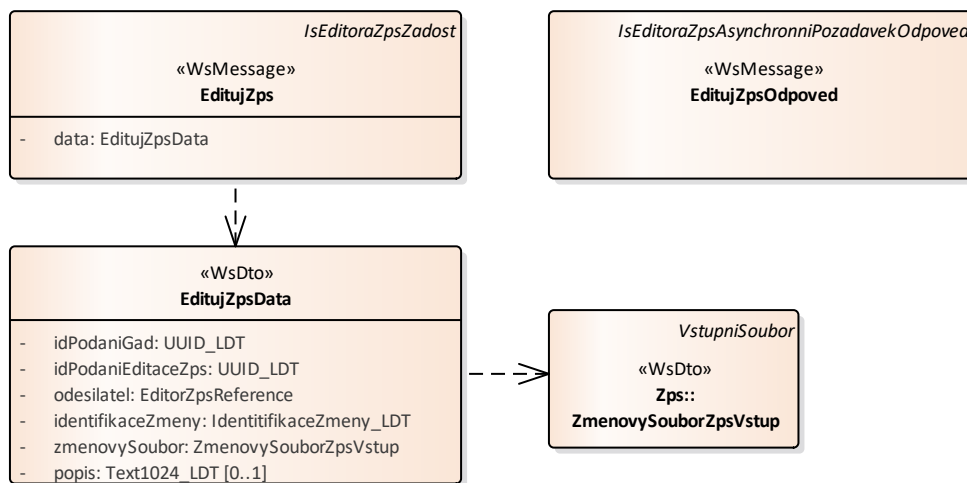 IsEditoraZpsZadost
«WsMessage»
EditujZps
- data: EditujZpsData
IsEditoraZpsAsynchronniPozadavekOdpoved
«WsMessage»
EditujZpsOdpoved
«WsDto»
EditujZpsData
- idPodaniGad: UUID_LDT
- idPodaniEditaceZps: UUID_LDT
- odesilatel: EditorZpsReference
- identifikaceZmeny: IdentitifikaceZmeny_LDT
- zmenovySoubor: ZmenovySouborZpsVstup
- popis: Text1024_LDT [0..1]
VstupniSoubor
«WsDto»
Zps::
ZmenovySouborZpsVstup